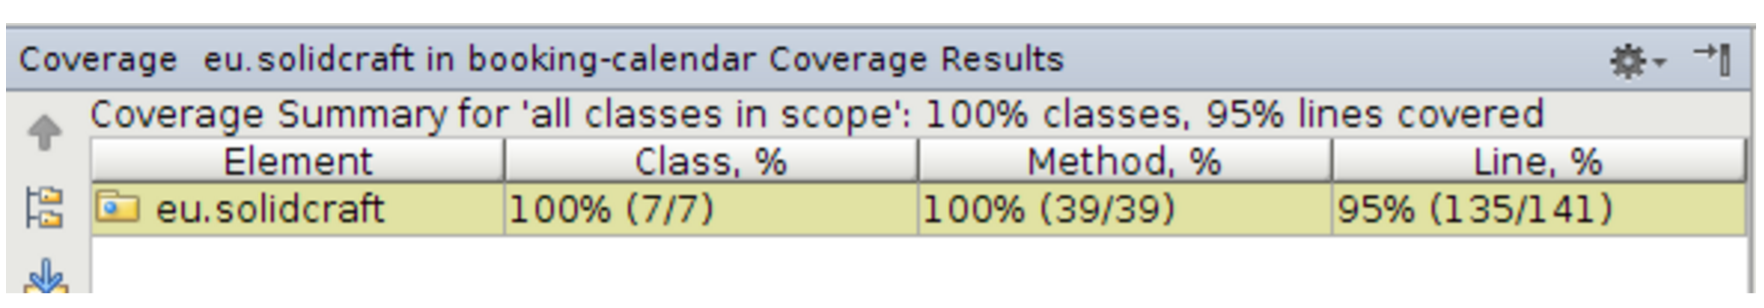 Coverage eu.solidcraft in booking-calendar Coverage Results
Coverage Summary for 'all classes in scope': 100% classes, 95% lines covered
Element Class, % Method, % Line, %
eu.solidcraft 100% (7/7) 100% (39/39) 95% (135/141)